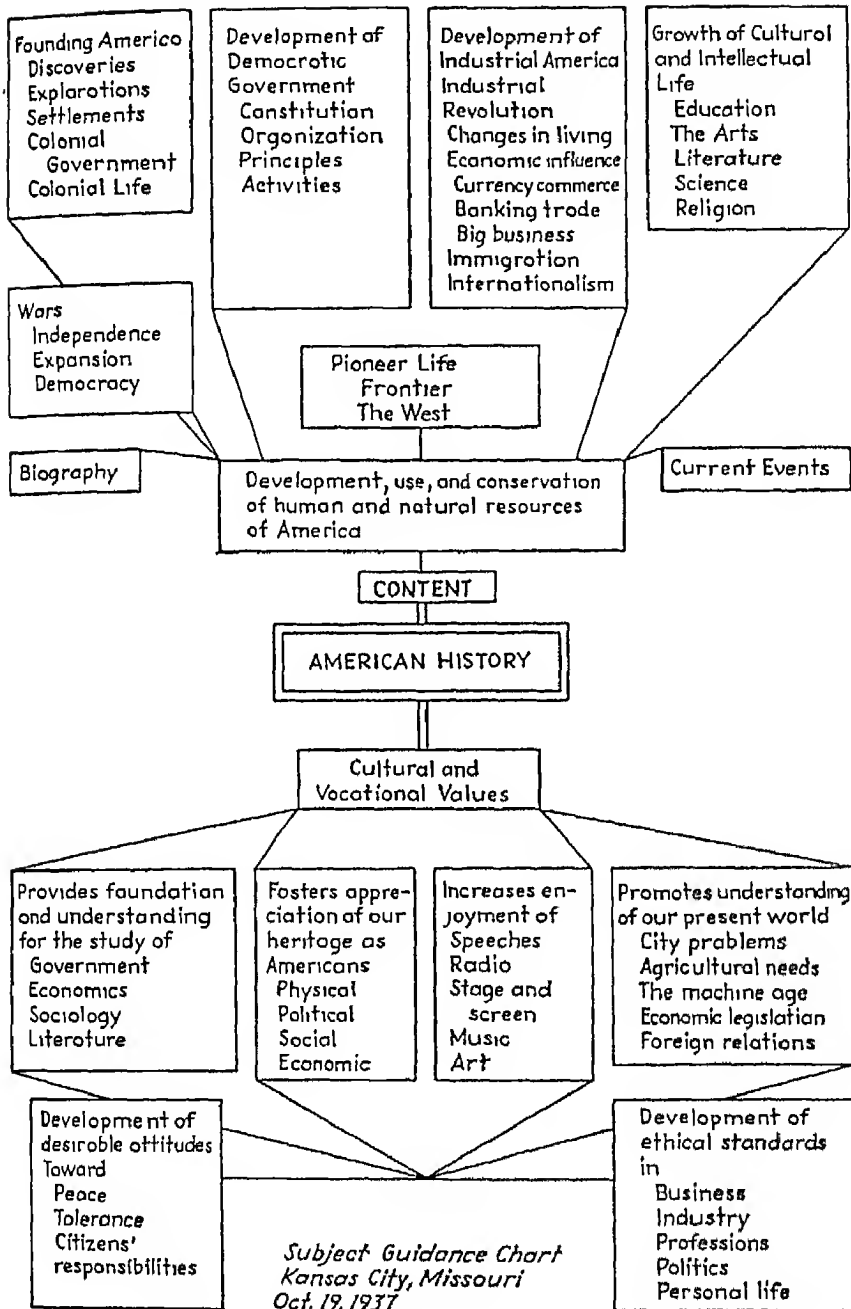 Founding America
Discoveries
Explorations
Settlements
Colonial
Government
Colonial Life
Development of
Democratic
Government
Constitution
Organization
Principles
Activities
Development of
Industrial America
Industrial
Revolution
Changes in living
Economic influence
Currency commerce
Banking trade
Big business
Immigration
Internationalism
Growth of Cultural
and Intellectual
Life
Education
The Arts
Literature
Science
Religion
Wars
Independence
Expansion
Democracy
Pioneer Life
Frontier
The West
Biography
Development, use, and conservation
of human and natural resources
of America
Current Events
CONTENT
AMERICAN HISTORY
Cultural and
Vocational Values
Provides foundation
and understanding
for the study of
Government
Economics
Sociology
Literature
Fosters appre-
ciation of our
heritage as
Americans
Physical
Political
Social
Economic
Increases en-
joyment of
Speeches
Radio
Stage and
screen
Music
Art
Promotes understanding
of our present world
City problems
Agricultural needs
The machine age
Economic legislation
Foreign relations
Development of
desirable attitudes
Toward
Peace
Tolerance
Citizens'
responsibilities
Development of
ethical standards
in
Business
Industry
Professions
Politics
Personal life
Subject Guidance Chart
Kansas City, Missouri
Oct. 19, 1937